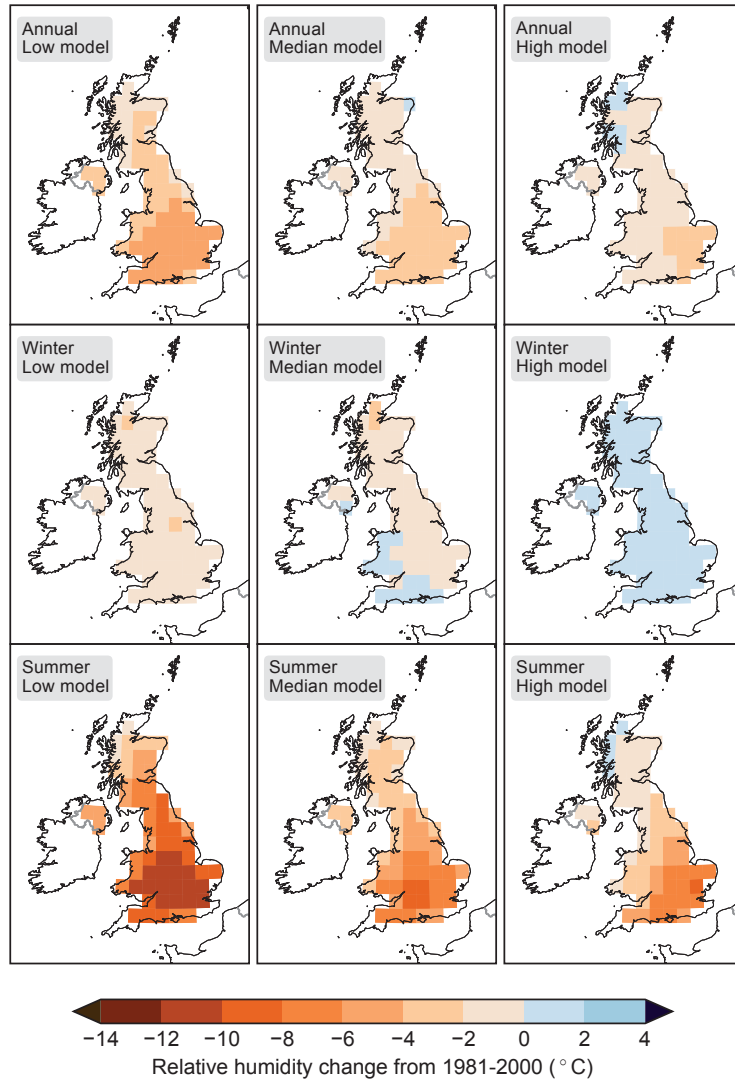 Annual
Low model
Annual
Median model
Annual
High model
Winter
Low model
Winter
Median model
Winter
High model
Summer
Low model
Summer
Median model
Summer
High model
−14 −12 −10 −8 −6 −4 −2 0 2 4
Relative humidity change from 1981-2000 (°C)